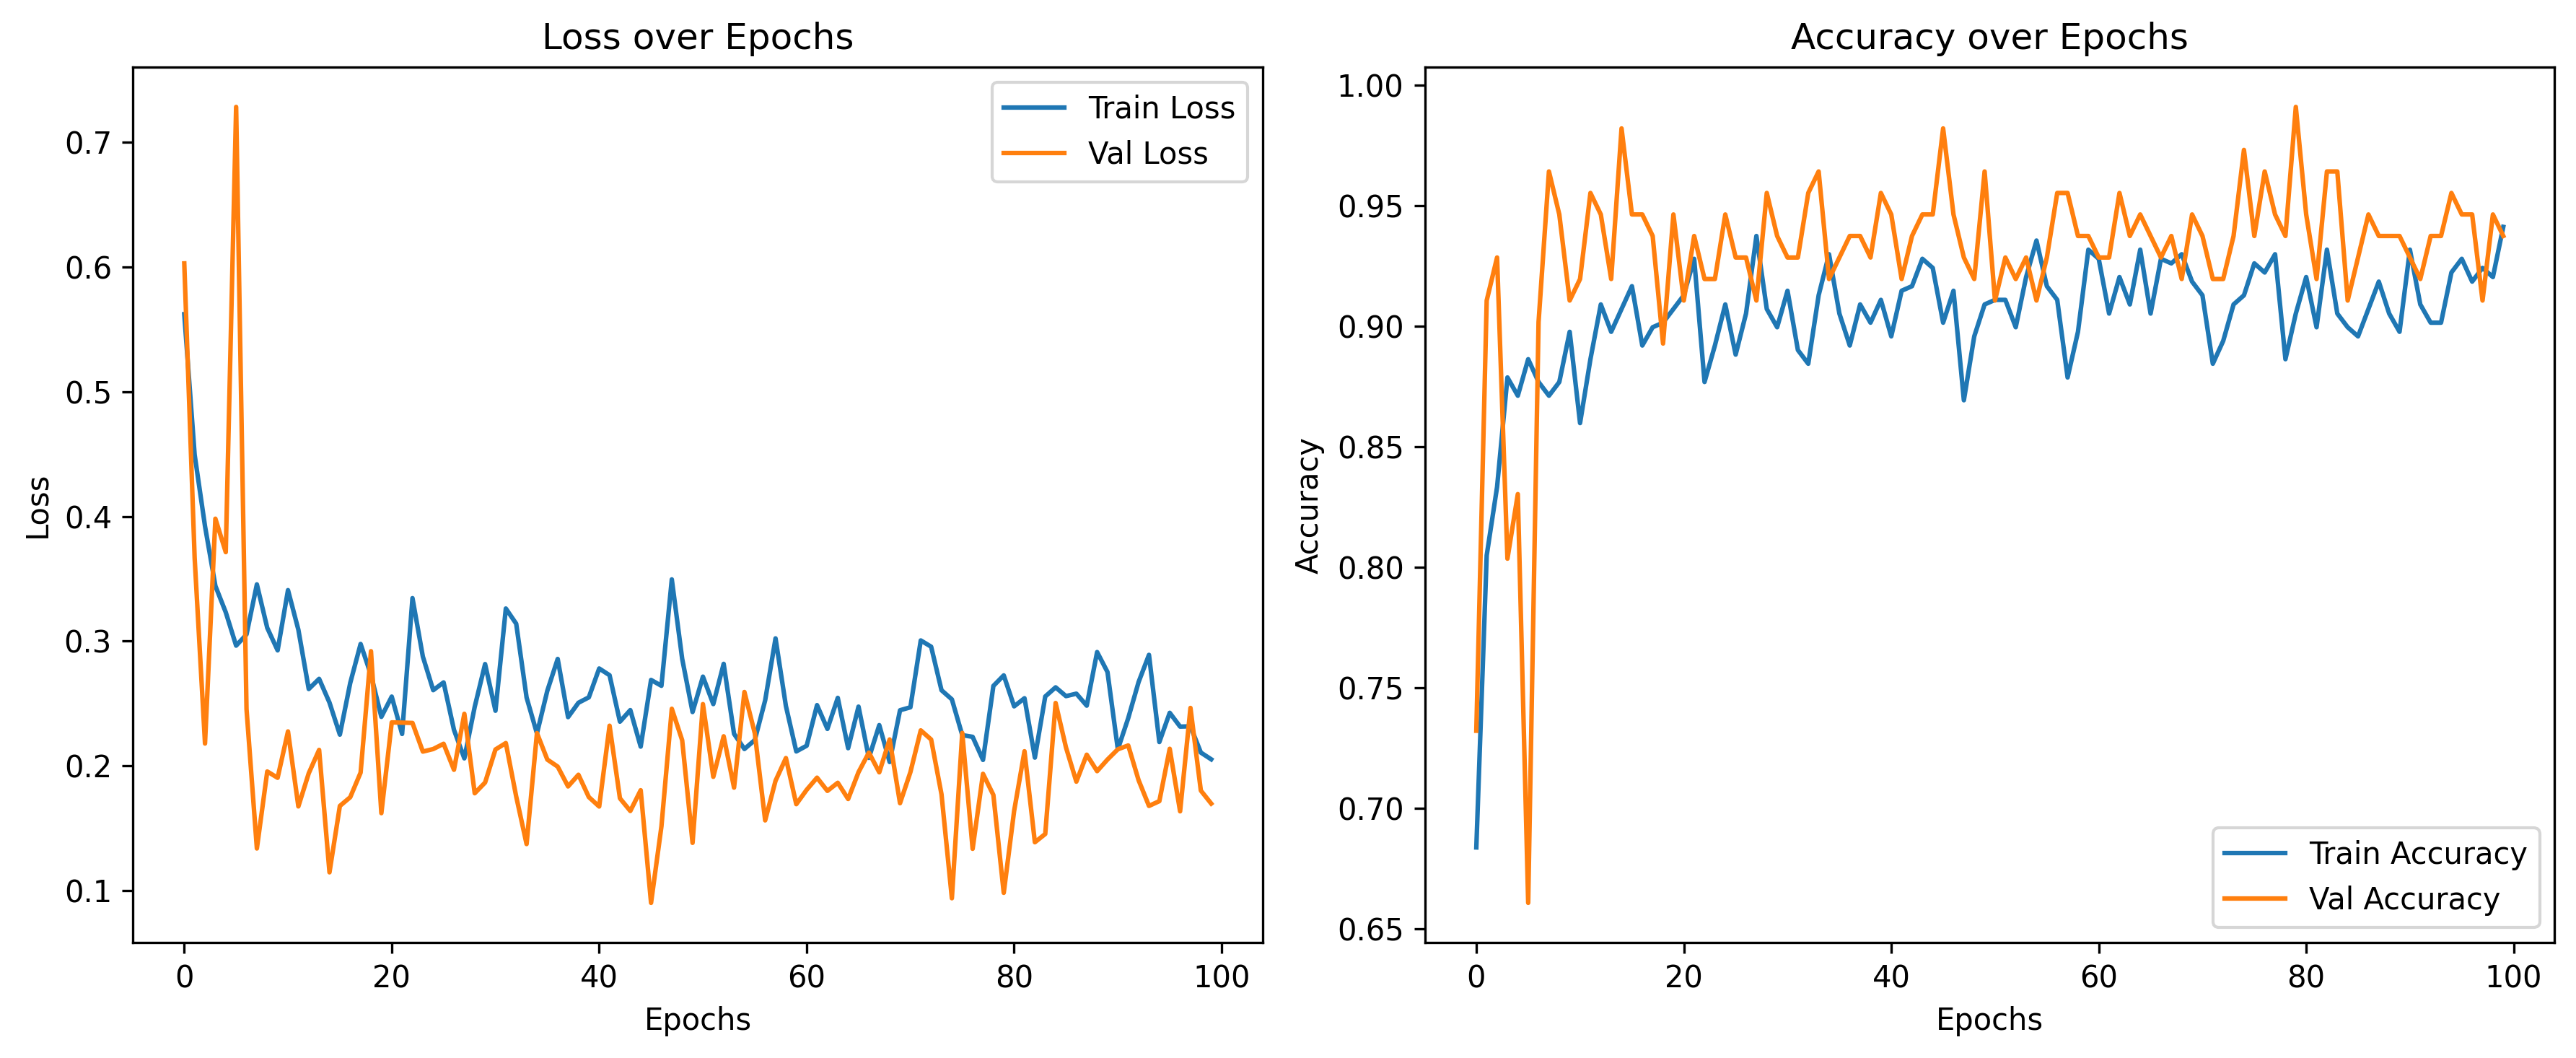 Loss over Epochs
Train Loss
Val Loss
0.7
0.6
0.5
0.4
0.3
0.2
0.1
Loss
0
20
40
60
80
100
Epochs
Accuracy over Epochs
1.00
0.95
0.90
0.85
0.80
0.75
0.70
0.65
Accuracy
Train Accuracy
Val Accuracy
0
20
40
60
80
100
Epochs